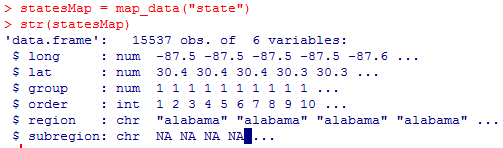 > statesMap = map_data("state")
> str(statesMap)
'data.frame':   15537 obs. of  6 variables:
 $ long     : num  -87.5 -87.5 -87.5 -87.5 -87.6 ...
 $ lat      : num  30.4 30.4 30.4 30.3 30.3 ...
 $ group    : num  1 1 1 1 1 1 1 1 1 1 ...
 $ order    : int  1 2 3 4 5 6 7 8 9 10 ...
 $ region   : chr  "alabama" "alabama" "alabama" "alabama" ...
 $ subregion: chr  NA NA NA NA ...